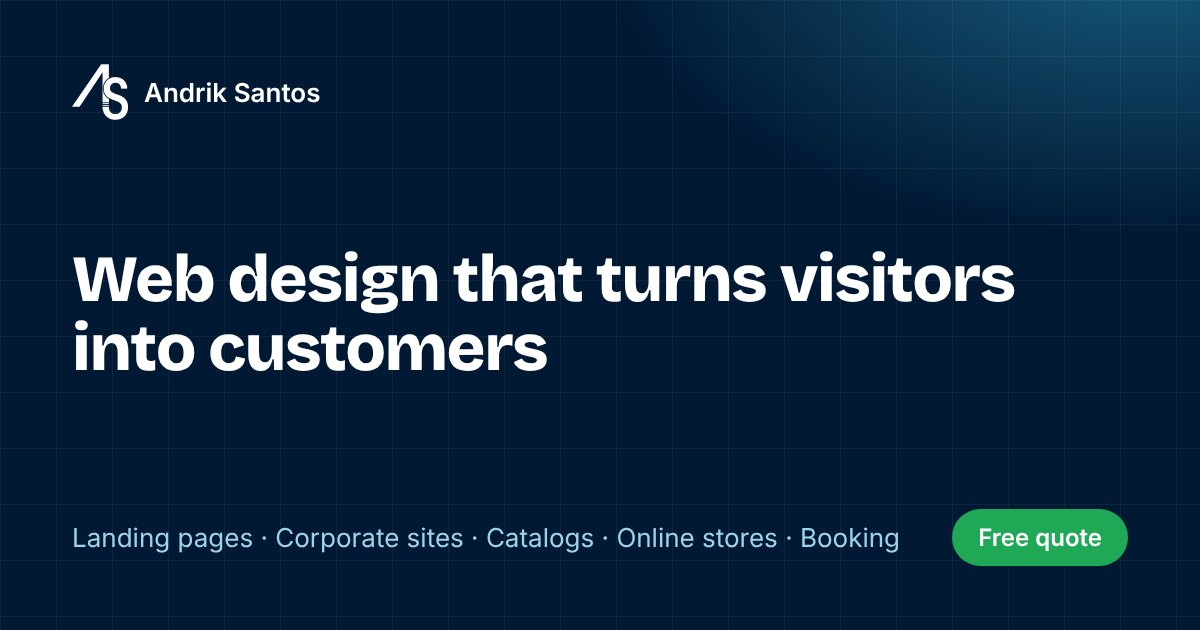 AS Andrik Santos
Web design that turns visitors
into customers
Landing pages · Corporate sites · Catalogs · Online stores · Booking
Free quote